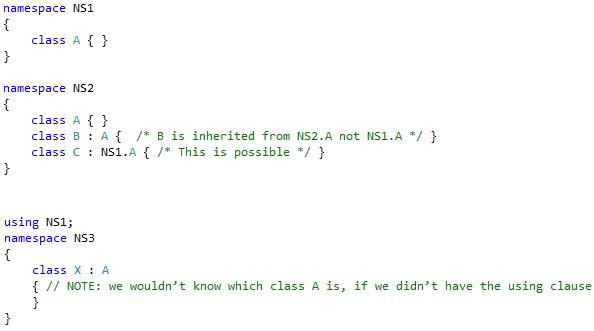 namespace NS1
{
class A { }
}
namespace NS2
{
class A { }
class B : A {  /* B is inherited from NS2.A not NS1.A */ }
class C : NS1.A { /* This is possible */ }
}
using NS1;
namespace NS3
{
class X : A
{ // NOTE: we wouldn’t know which class A is, if we didn’t have the using clause
}
}